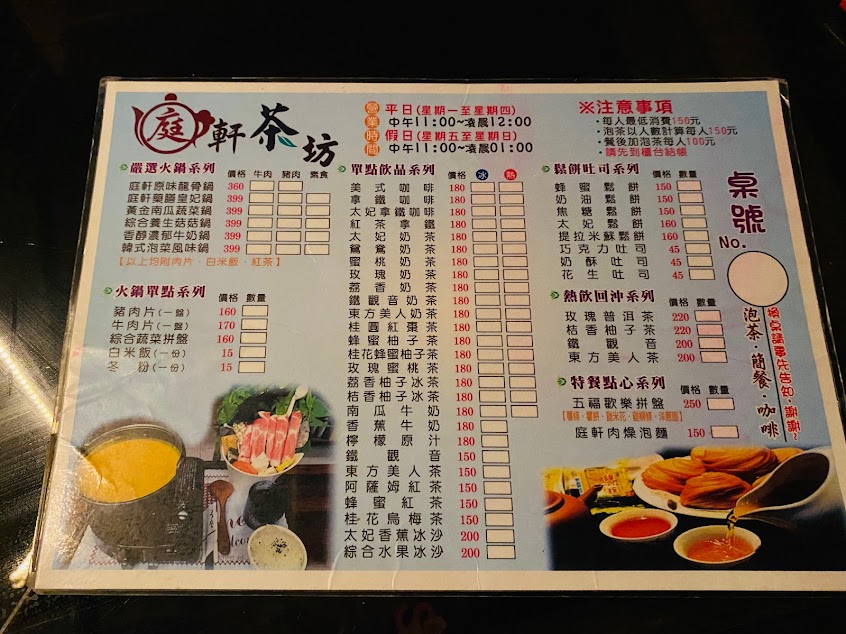 庭軒茶坊
營業時間
平日(星期一至星期四)
中午11:00~凌晨12:00
假日(星期五至星期日)
中午11:00~凌晨01:00
※注意事項
・每人最低消費150元
・泡茶以人數計算每人150元
・餐後加泡茶每人100元
・請先到櫃台結帳
嚴選火鍋系列 價格 牛肉 豬肉 素食
庭軒原味龍骨鍋 360
庭軒藥膳皇妃鍋 399
黃金南瓜蔬菜鍋 399
綜合養生菇菇鍋 399
香醇濃郁牛奶鍋 399
韓式泡菜風味鍋 399
【以上均附肉片．白米飯．紅茶】
火鍋單點系列 價格 數量
豬肉片(一盤) 160
牛肉片(一盤) 170
綜合蔬菜拼盤 160
白米飯(一份) 15
冬粉(一份) 15
單點飲品系列 價格 冰 熱
美式咖啡 180
拿鐵咖啡 180
太妃拿鐵咖啡 180
紅茶拿鐵 180
太妃奶茶 180
鴛鴦奶茶 180
蜜桃奶茶 180
玫瑰奶茶 180
荔香奶茶 180
鐵觀音奶茶 180
東方美人奶茶 180
桂圓紅棗茶 180
蜂蜜柚子茶 180
桂花蜂蜜柚子茶 180
玫瑰蜜桃茶 180
荔香柚子冰茶 180
桔香柚子冰茶 180
南瓜牛奶 180
香蕉牛奶 180
檸檬原汁 180
鐵觀音 150
東方美人茶 150
阿薩姆紅茶 150
蜂蜜紅茶 150
桂花烏梅茶 150
太妃香蕉冰沙 200
綜合水果冰沙 200
鬆餅吐司系列 價格 數量
蜂蜜鬆餅 150
奶油鬆餅 150
焦糖鬆餅 150
太妃鬆餅 160
提拉米蘇鬆餅 160
巧克力吐司 45
奶酥吐司 45
花生吐司 45
熱飲回沖系列 價格 數量
玫瑰普洱茶 220
桔香柚子茶 220
鐵觀音 200
東方美人茶 200
特餐點心系列 價格 數量
五福歡樂拼盤 250
庭軒肉燥泡麵 150
桌號
No.
換桌請事先告知，謝謝~
泡茶．簡餐．咖啡